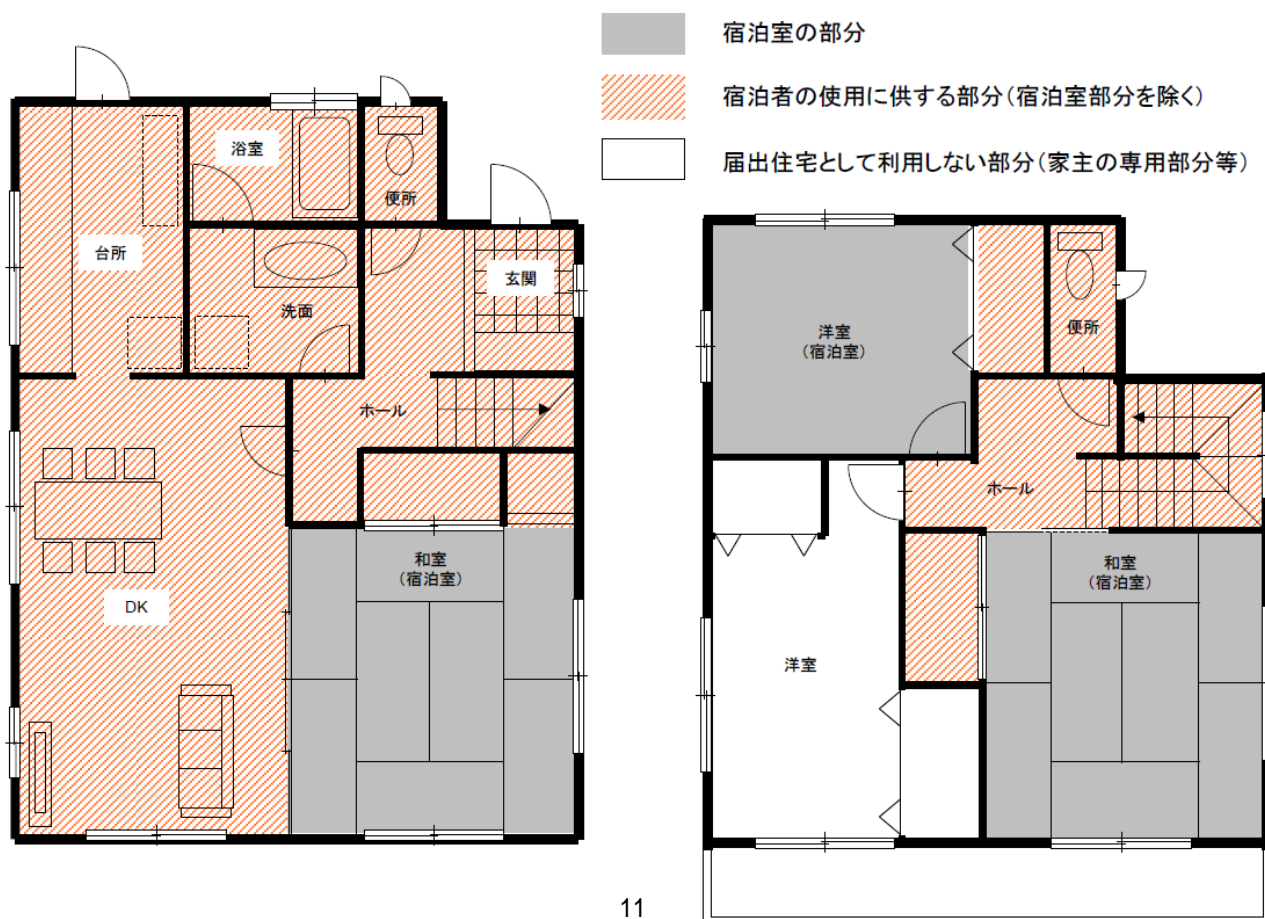 宿泊室の部分
宿泊者の使用に供する部分(宿泊室部分を除く)
届出住宅として利用しない部分(家主の専用部分等)
浴室
便所
台所
玄関
洗面
ホール
和室
(宿泊室)
DK
洋室
(宿泊室)
便所
ホール
和室
(宿泊室)
洋室
11